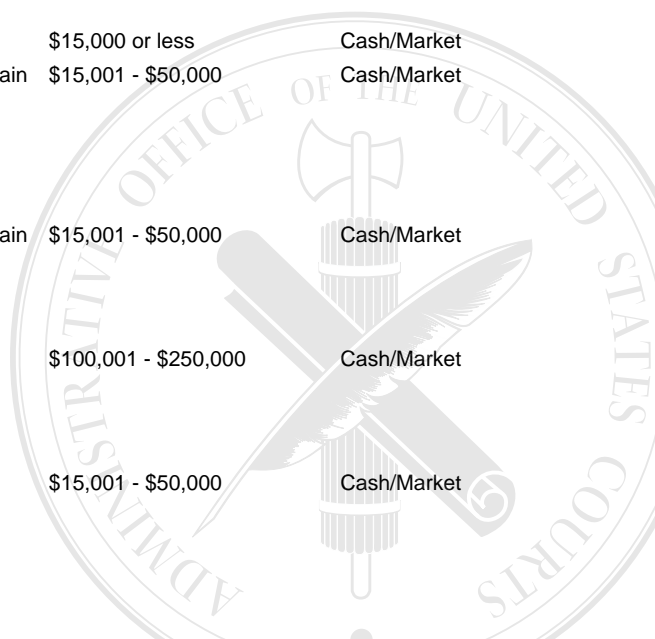 $15,000 or less Cash/Market
ain $15,001 - $50,000 Cash/Market
ain $15,001 - $50,000 Cash/Market
$100,001 - $250,000 Cash/Market
$15,001 - $50,000 Cash/Market
ADMINISTRATIVE OFFICE OF THE UNITED STATES COURTS